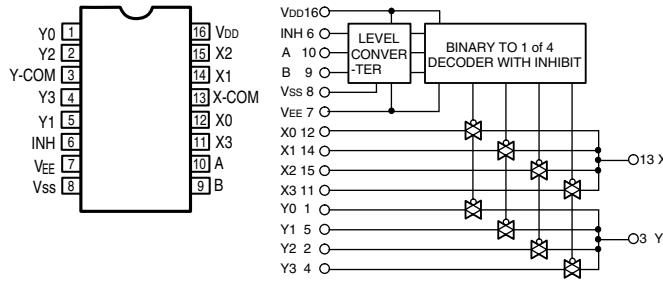 Y0 1 16 VDD
Y2 2 15 X2
Y-COM 3 14 X1
Y3 4 13 X-COM
Y1 5 12 X0
INH 6 11 X3
VEE 7 10 A
VSS 8 9 B
VDD16
INH 6
A 10
B 9
VSS 8
VEE 7
LEVEL
CONVER
-TER
BINARY TO 1 of 4
DECODER WITH INHIBIT
X0 12
X1 14
X2 15
X3 11
13 X
Y0 1
Y1 5
Y2 2
Y3 4
3 Y